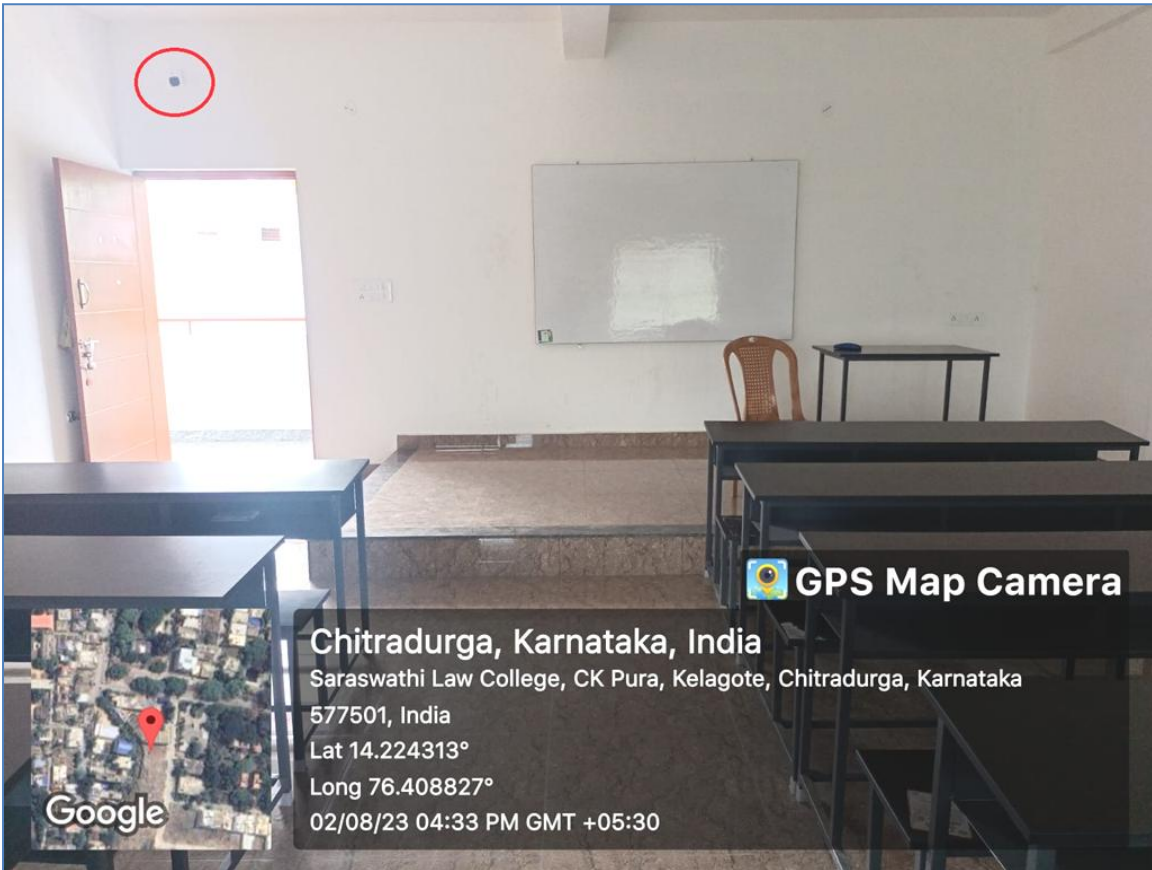 GPS Map Camera
Chitradurga, Karnataka, India
Saraswathi Law College, CK Pura, Kelagote, Chitradurga, Karnataka
577501, India
Lat 14.224313°
Long 76.408827°
02/08/23 04:33 PM GMT +05:30
Google